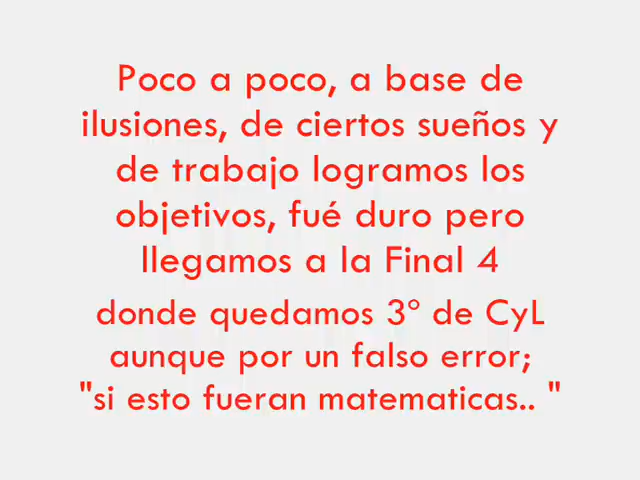 Poco a poco, a base de
ilusiones, de ciertos sueños y
de trabajo logramos los
objetivos, fué duro pero
llegamos a la Final 4
donde quedamos 3º de CyL
aunque por un falso error;
"si esto fueran matematicas.. "